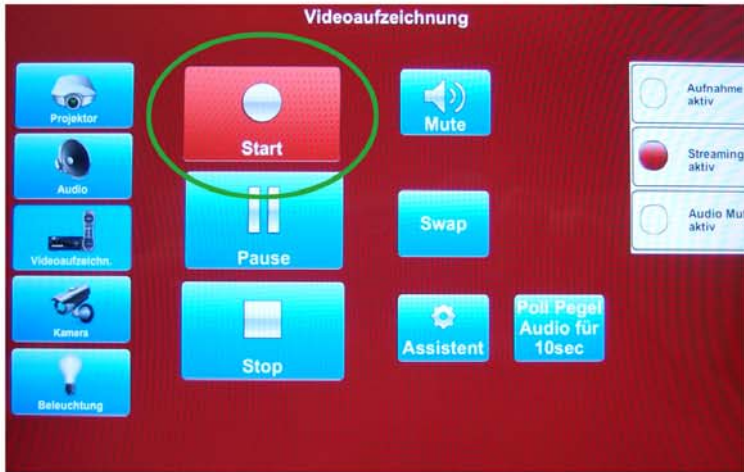 Videoaufzeichnung
Projektor
Audio
Videoaufzeichn.
Kamera
Beleuchtung
Start
Pause
Stop
Mute
Swap
Assistent
Poll Pegel
Audio für
10sec
Aufnahme
aktiv
Streaming
aktiv
Audio Mut
aktiv